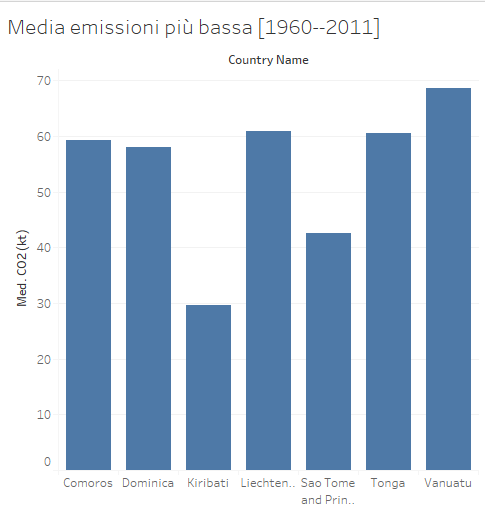 Media emissioni più bassa [1960--2011]
Country Name
70
60
50
40
30
20
10
0
Med. CO2 (kt)
Comoros Dominica Kiribati Liechten.. Sao Tome Tonga Vanuatu
and Prin..